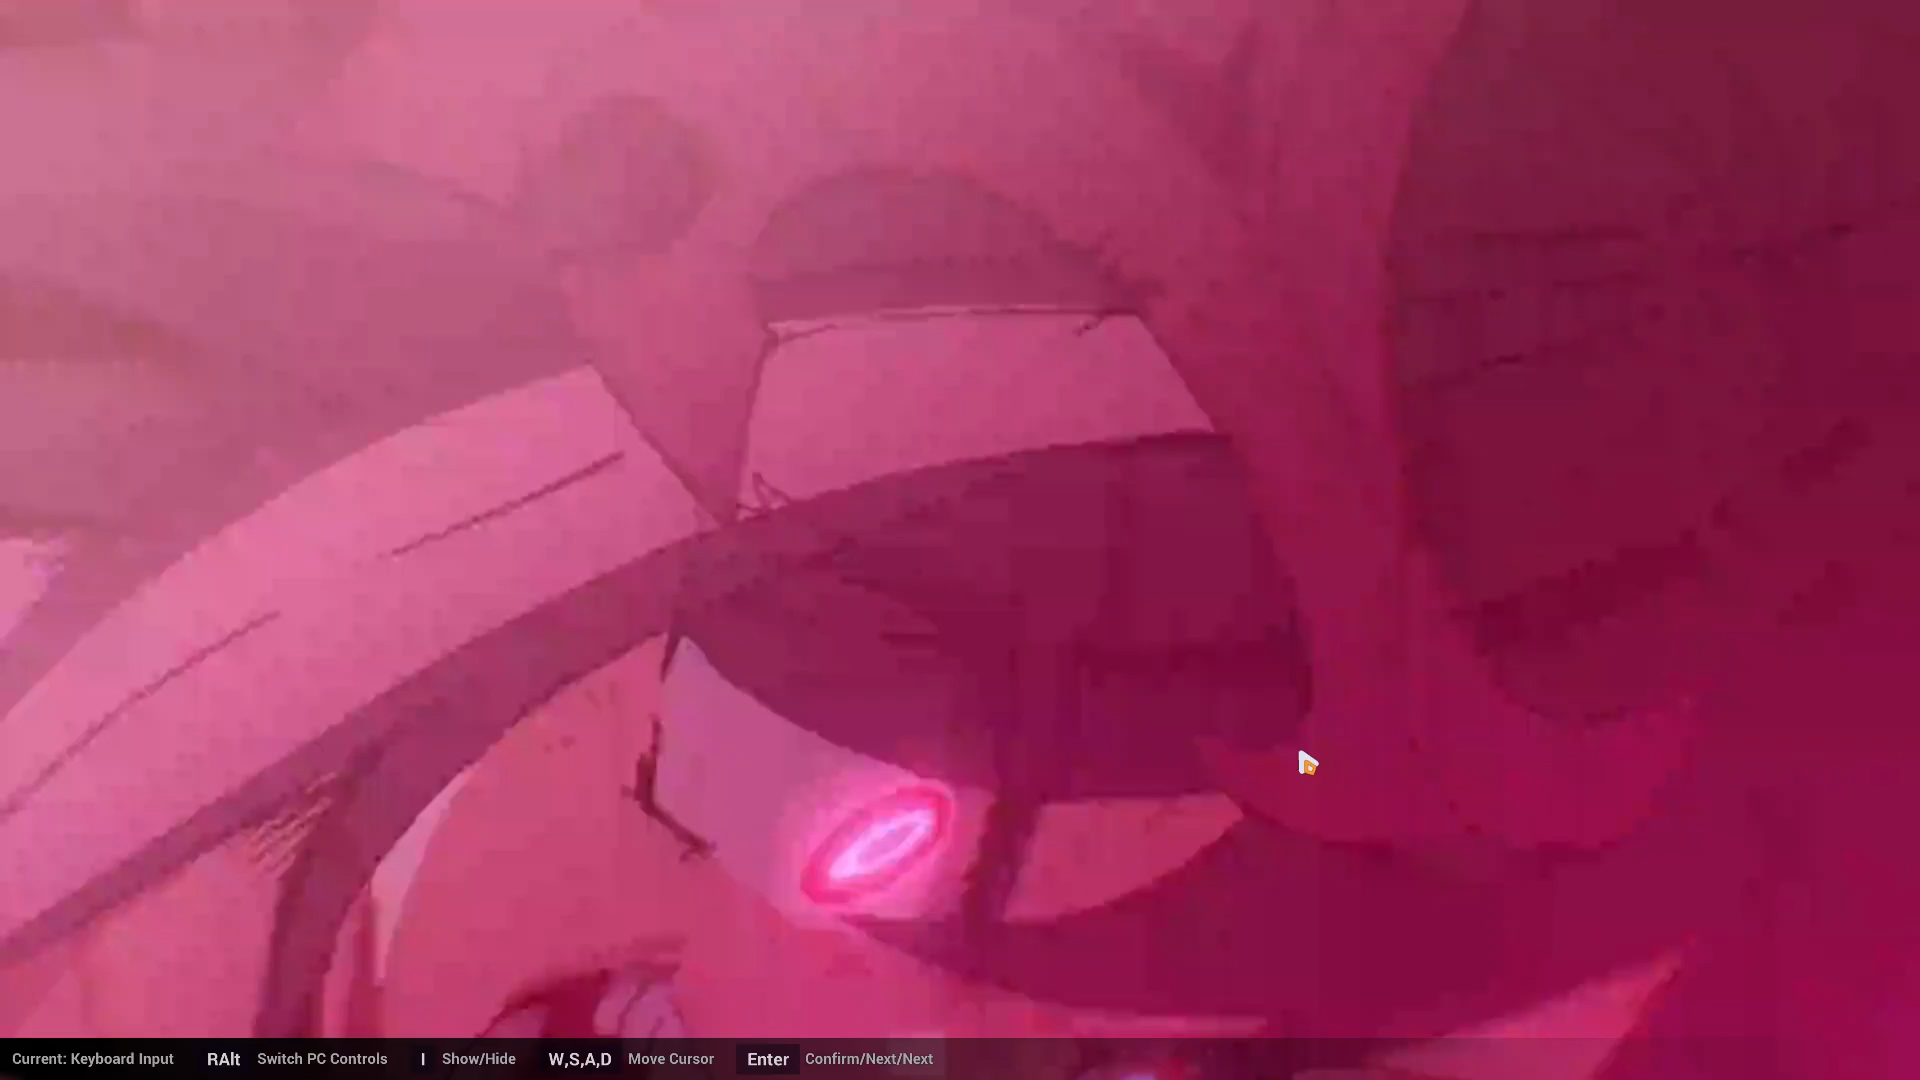 Current: Keyboard Input RAlt Switch PC Controls I Show/Hide W,S,A,D Move Cursor Enter Confirm/Next/Next